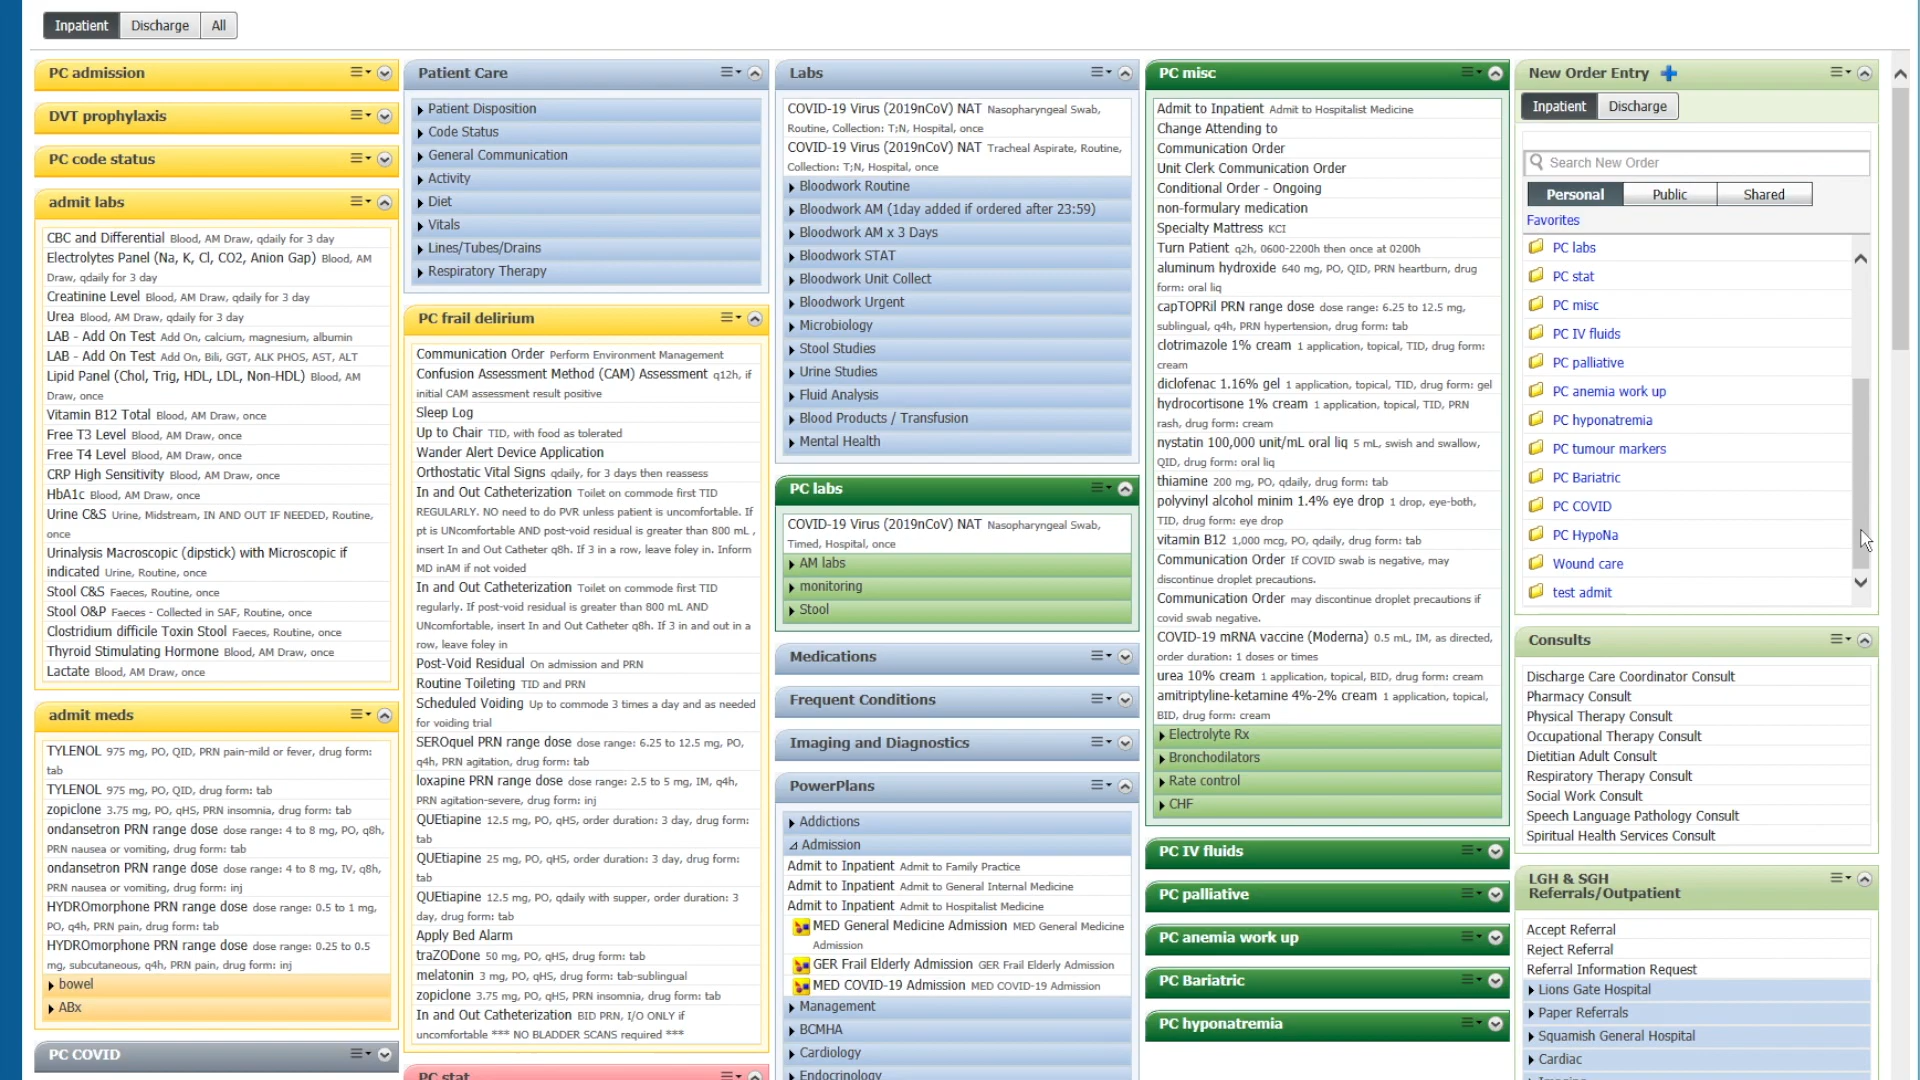 Inpatient Discharge All
PC admission
DVT prophylaxis
PC code status
admit labs
CBC and Differential Blood, AM Draw, qdaily for 3 day
Electrolytes Panel (Na, K, Cl, CO2, Anion Gap) Blood, AM
Draw, qdaily for 3 day
Creatinine Level Blood, AM Draw, qdaily for 3 day
Urea Blood, AM Draw, qdaily for 3 day
LAB - Add On Test Add On, calcium, magnesium, albumin
LAB - Add On Test Add On, Bili, GGT, ALK PHOS, AST, ALT
Lipid Panel (Chol, Trig, HDL, LDL, Non-HDL) Blood, AM
Draw, once
Vitamin B12 Total Blood, AM Draw, once
Free T3 Level Blood, AM Draw, once
Free T4 Level Blood, AM Draw, once
CRP High Sensitivity Blood, AM Draw, once
HbA1c Blood, AM Draw, once
Urine C&S Urine, Midstream, IN AND OUT IF NEEDED, Routine,
once
Urinalysis Macroscopic (dipstick) with Microscopic if
indicated Urine, Routine, once
Stool C&S Faeces, Routine, once
Stool O&P Faeces - Collected in SAF, Routine, once
Clostridium difficile Toxin Stool Faeces, Routine, once
Thyroid Stimulating Hormone Blood, AM Draw, once
Lactate Blood, AM Draw, once
admit meds
TYLENOL 975 mg, PO, QID, PRN pain-mild or fever, drug form:
tab
TYLENOL 975 mg, PO, QID, drug form: tab
zopiclone 3.75 mg, PO, qHS, PRN insomnia, drug form: tab
ondansetron PRN range dose dose range: 4 to 8 mg, PO, q8h,
PRN nausea or vomiting, drug form: tab
ondansetron PRN range dose dose range: 4 to 8 mg, IV, q8h,
PRN nausea or vomiting, drug form: inj
HYDROmorphone PRN range dose dose range: 0.5 to 1 mg,
PO, q4h, PRN pain, drug form: tab
HYDROmorphone PRN range dose dose range: 0.25 to 0.5
mg, subcutaneous, q4h, PRN pain, drug form: inj
bowel
ABx
PC COVID
Patient Care
Patient Disposition
Code Status
General Communication
Activity
Diet
Vitals
Lines/Tubes/Drains
Respiratory Therapy
PC frail delirium
Communication Order Perform Environment Management
Confusion Assessment Method (CAM) Assessment q12h, if
initial CAM assessment result positive
Sleep Log
Up to Chair TID, with food as tolerated
Wander Alert Device Application
Orthostatic Vital Signs qdaily, for 3 days then reassess
In and Out Catheterization Toilet on commode first TID
REGULARLY. NO need to do PVR unless patient is uncomfortable. If
pt is UNcomfortable AND post-void residual is greater than 800 mL ,
insert In and Out Catheter q8h. If 3 in a row, leave foley in. Inform
MD inAM if not voided
In and Out Catheterization Toilet on commode first TID
regularly. If post-void residual is greater than 800 mL AND
UNcomfortable, insert In and Out Catheter q8h. If 3 in and out in a
row, leave foley in
Post-Void Residual On admission and PRN
Routine Toileting TID and PRN
Scheduled Voiding Up to commode 3 times a day and as needed
for voiding trial
SEROquel PRN range dose dose range: 6.25 to 12.5 mg, PO,
q4h, PRN agitation, drug form: tab
loxapine PRN range dose dose range: 2.5 to 5 mg, IM, q4h,
PRN agitation-severe, drug form: inj
QUEtiapine 12.5 mg, PO, qHS, order duration: 3 day, drug form:
tab
QUEtiapine 25 mg, PO, qHS, order duration: 3 day, drug form:
tab
QUEtiapine 12.5 mg, PO, qdaily with supper, order duration: 3
day, drug form: tab
Apply Bed Alarm
traZODone 50 mg, PO, qHS, drug form: tab
melatonin 3 mg, PO, qHS, drug form: tab-sublingual
zopiclone 3.75 mg, PO, qHS, PRN insomnia, drug form: tab
In and Out Catheterization BID PRN, I/O ONLY if
uncomfortable *** NO BLADDER SCANS required ***
PC stat
Labs
COVID-19 Virus (2019nCoV) NAT Nasopharyngeal Swab,
Routine, Collection: T;N, Hospital, once
COVID-19 Virus (2019nCoV) NAT Tracheal Aspirate, Routine,
Collection: T;N, Hospital, once
Bloodwork Routine
Bloodwork AM (1day added if ordered after 23:59)
Bloodwork AM x 3 Days
Bloodwork STAT
Bloodwork Unit Collect
Bloodwork Urgent
Microbiology
Stool Studies
Urine Studies
Fluid Analysis
Blood Products / Transfusion
Mental Health
PC labs
COVID-19 Virus (2019nCoV) NAT Nasopharyngeal Swab,
Timed, Hospital, once
AM labs
monitoring
Stool
Medications
Frequent Conditions
Imaging and Diagnostics
PowerPlans
Addictions
Admission
Admit to Inpatient Admit to Family Practice
Admit to Inpatient Admit to General Internal Medicine
Admit to Inpatient Admit to Hospitalist Medicine
MED General Medicine Admission MED General Medicine
Admission
GER Frail Elderly Admission GER Frail Elderly Admission
MED COVID-19 Admission MED COVID-19 Admission
Management
BCMHA
Cardiology
Endocrinology
PC misc
Admit to Inpatient Admit to Hospitalist Medicine
Change Attending to
Communication Order
Unit Clerk Communication Order
Conditional Order - Ongoing
non-formulary medication
Specialty Mattress KCI
Turn Patient q2h, 0600-2200h then once at 0200h
aluminum hydroxide 640 mg, PO, QID, PRN heartburn, drug
form: oral liq
capTOPRil PRN range dose dose range: 6.25 to 12.5 mg,
sublingual, q4h, PRN hypertension, drug form: tab
clotrimazole 1% cream 1 application, topical, TID, drug form:
cream
diclofenac 1.16% gel 1 application, topical, TID, drug form: gel
hydrocortisone 1% cream 1 application, topical, TID, PRN
rash, drug form: cream
nystatin 100,000 unit/mL oral liq 5 mL, swish and swallow,
QID, drug form: oral liq
thiamine 200 mg, PO, qdaily, drug form: tab
polyvinyl alcohol minim 1.4% eye drop 1 drop, eye-both,
TID, drug form: eye drop
vitamin B12 1,000 mcg, PO, qdaily, drug form: tab
Communication Order If COVID swab is negative, may
discontinue droplet precautions.
Communication Order may discontinue droplet precautions if
covid swab negative.
COVID-19 mRNA vaccine (Moderna) 0.5 mL, IM, as directed,
order duration: 1 doses or times
urea 10% cream 1 application, topical, BID, drug form: cream
amitriptyline-ketamine 4%-2% cream 1 application, topical,
BID, drug form: cream
Electrolyte Rx
Bronchodilators
Rate control
CHF
PC IV fluids
PC palliative
PC anemia work up
PC Bariatric
PC hyponatremia
New Order Entry
Inpatient Discharge
Search New Order
Personal Public Shared
Favorites
PC labs
PC stat
PC misc
PC IV fluids
PC palliative
PC anemia work up
PC hyponatremia
PC tumour markers
PC Bariatric
PC COVID
PC HypoNa
Wound care
test admit
Consults
Discharge Care Coordinator Consult
Pharmacy Consult
Physical Therapy Consult
Occupational Therapy Consult
Dietitian Adult Consult
Respiratory Therapy Consult
Social Work Consult
Speech Language Pathology Consult
Spiritual Health Services Consult
LGH & SGH
Referrals/Outpatient
Accept Referral
Reject Referral
Referral Information Request
Lions Gate Hospital
Paper Referrals
Squamish General Hospital
Cardiac